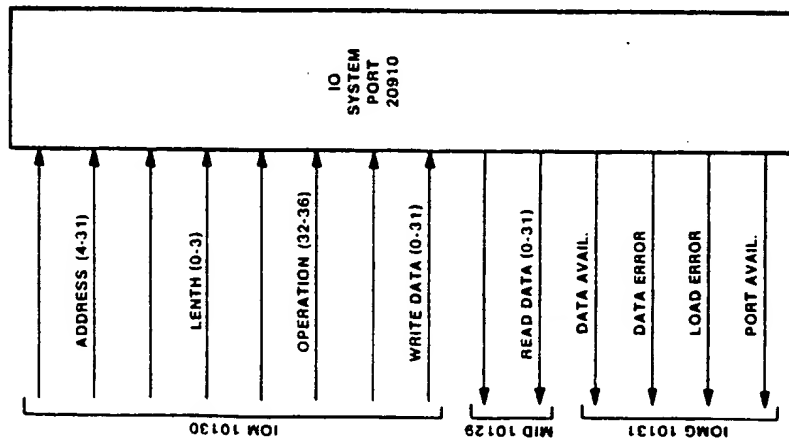 IO
SYSTEM
PORT
20910
ADDRESS (4-31)
LENTH (0-3)
OPERATION (32-36)
WRITE DATA (0-31)
READ DATA (0-31)
DATA AVAIL.
DATA ERROR
LOAD ERROR
PORT AVAIL.
IOM 10130
MID 10129
IOMG 10131